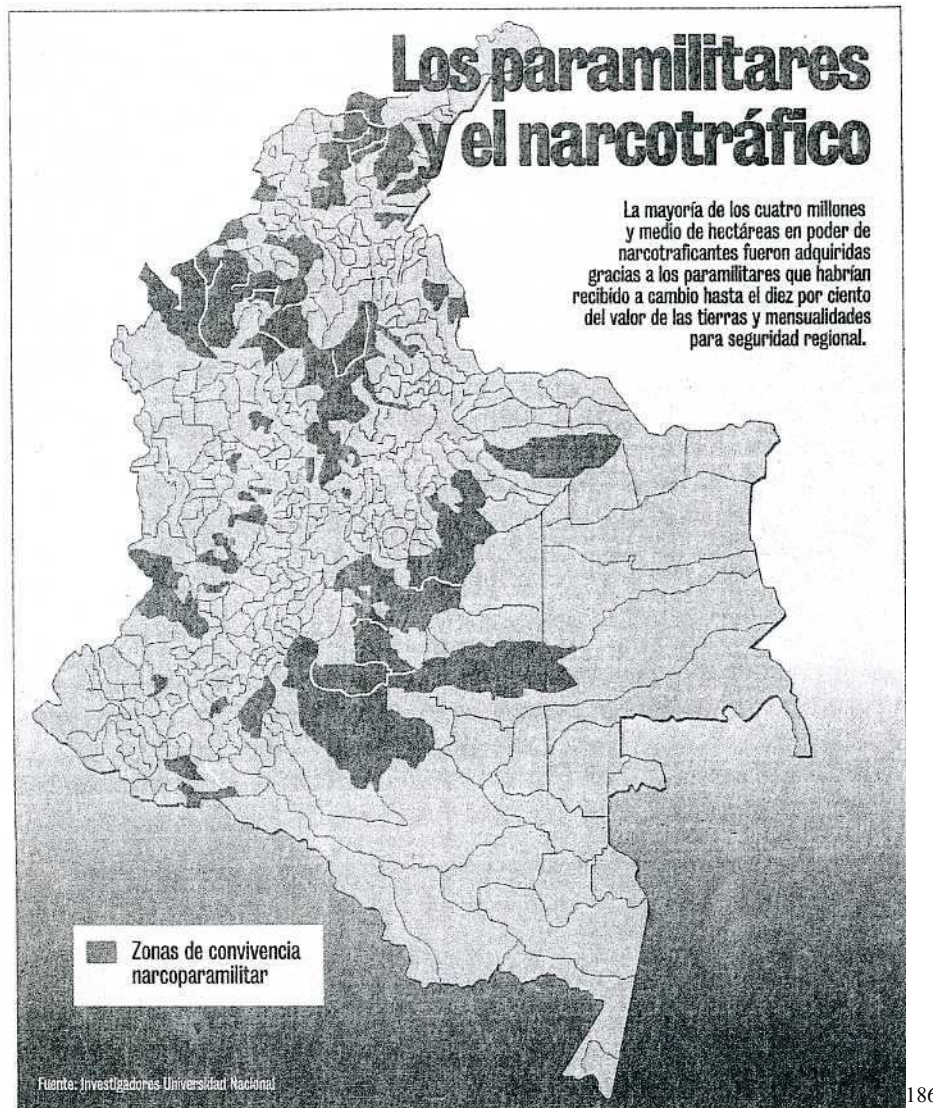 Los paramilitares
y el narcotráfico
La mayoría de los cuatro millones
y medio de hectáreas en poder de
narcotraficantes fueron adquiridas
gracias a los paramilitares que habrían
recibido a cambio hasta el diez por ciento
del valor de las tierras y mensualidades
para seguridad regional.
Zonas de convivencia
narcoparamilitar
Fuente: Investigadores Universidad Nacional
186